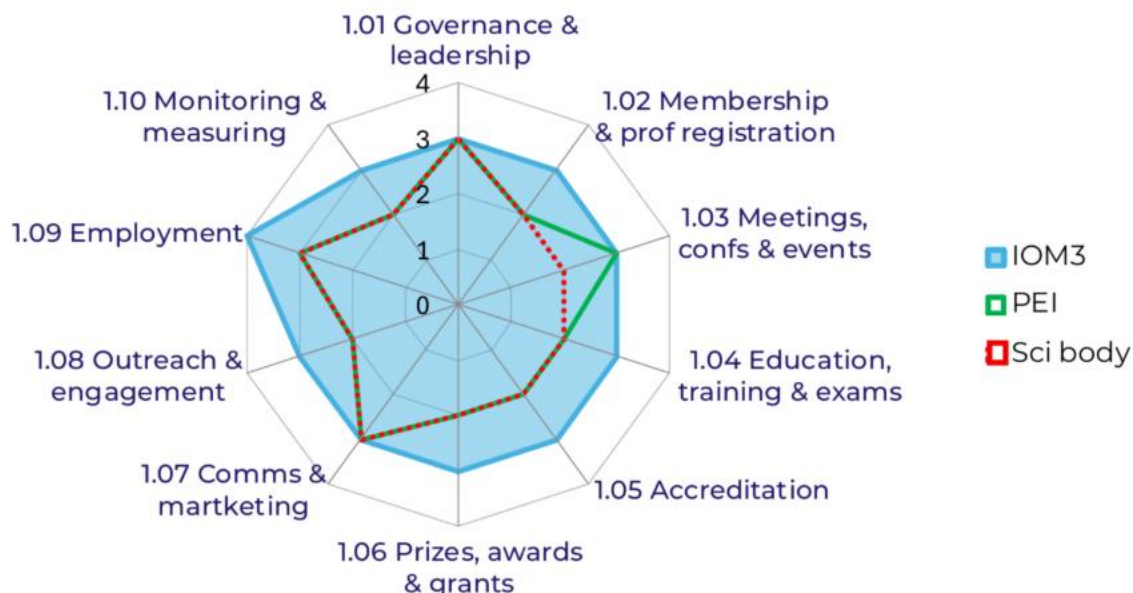 1.01 Governance &
leadership
1.02 Membership
& prof registration
1.03 Meetings,
confs & events
1.04 Education,
training & exams
1.05 Accreditation
1.06 Prizes, awards
& grants
1.07 Comms &
martketing
1.08 Outreach &
engagement
1.09 Employment
1.10 Monitoring &
measuring
4
3
2
1
0
IOM3
PEI
Sci body